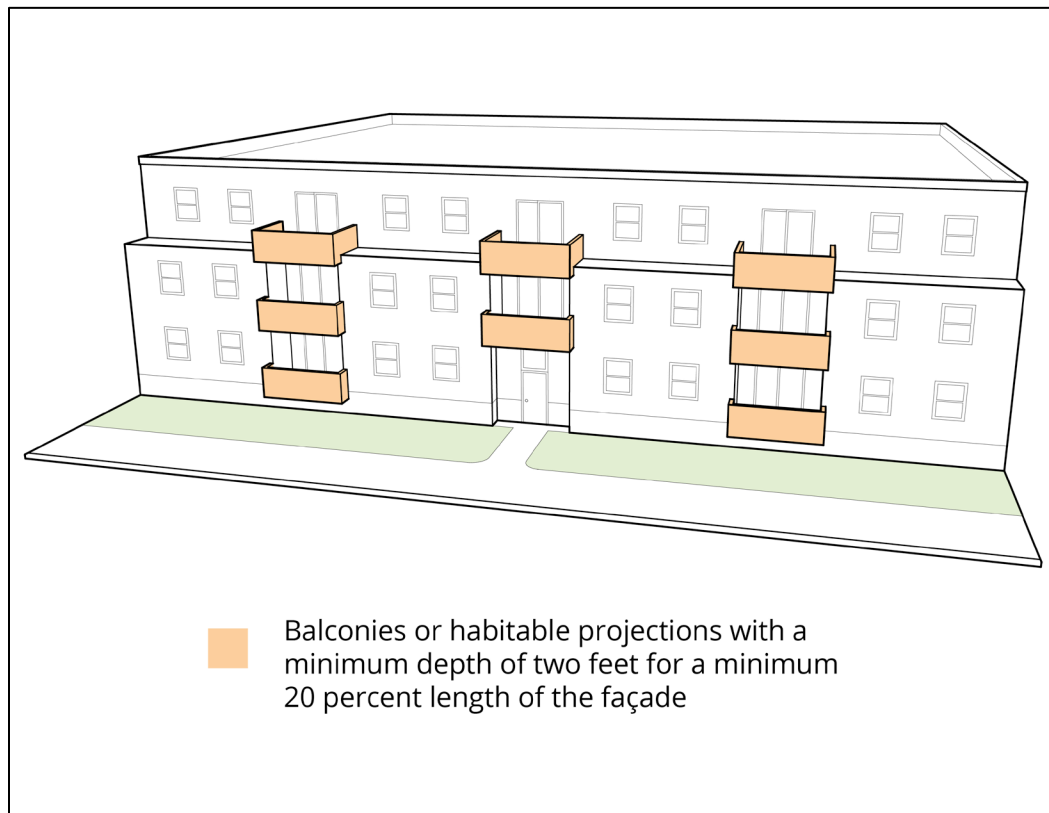 Balconies or habitable projections with a
minimum depth of two feet for a minimum
20 percent length of the façade